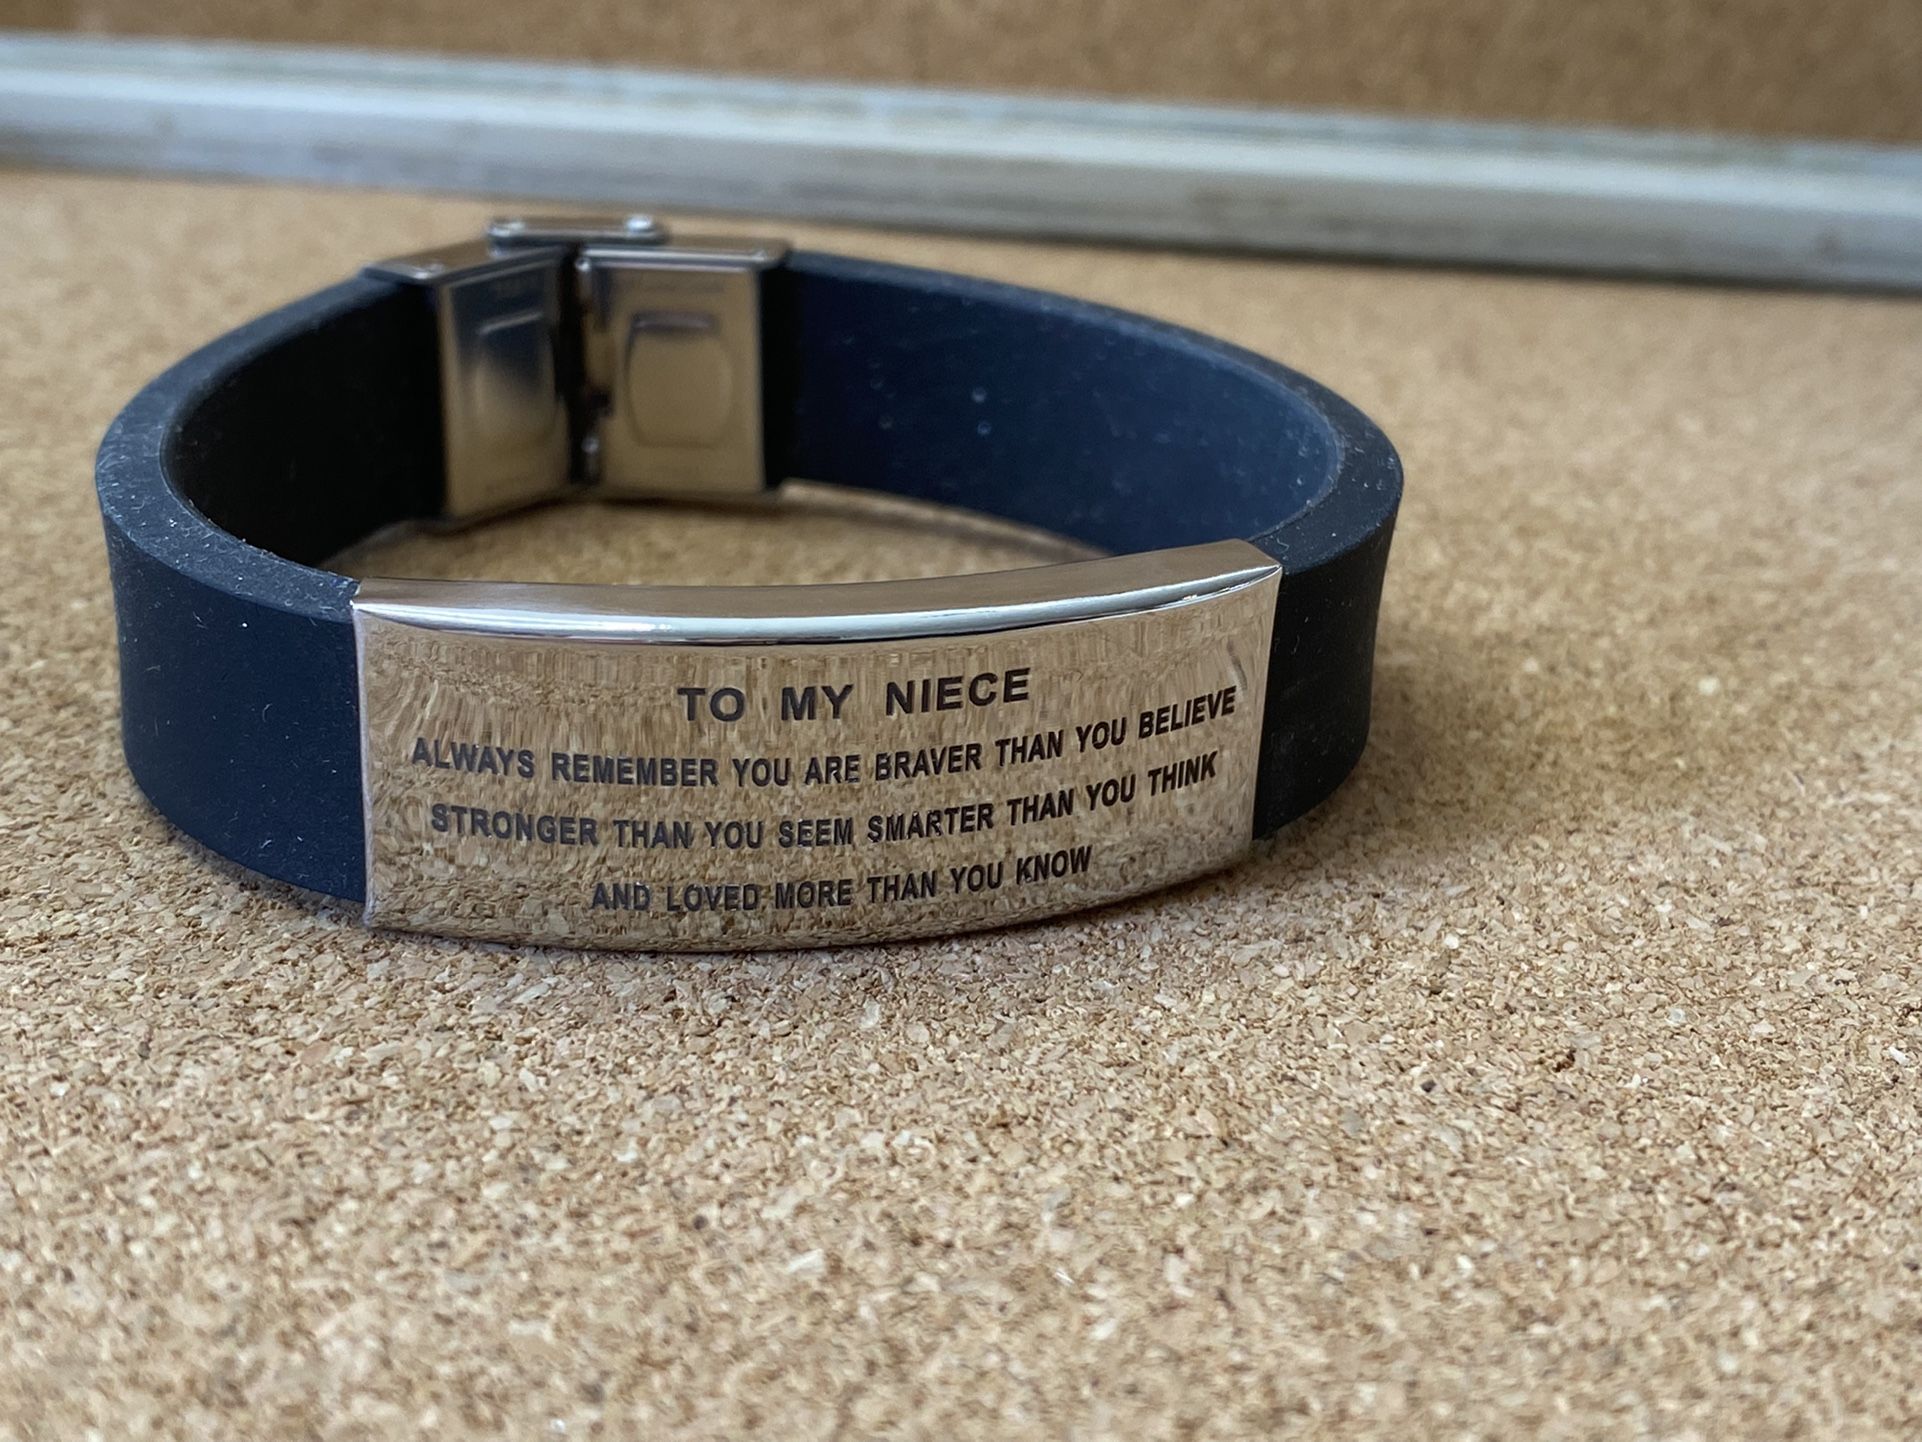 TO MY NIECE
ALWAYS REMEMBER YOU ARE BRAVER THAN YOU BELIEVE
STRONGER THAN YOU SEEM SMARTER THAN YOU THINK
AND LOVED MORE THAN YOU KNOW